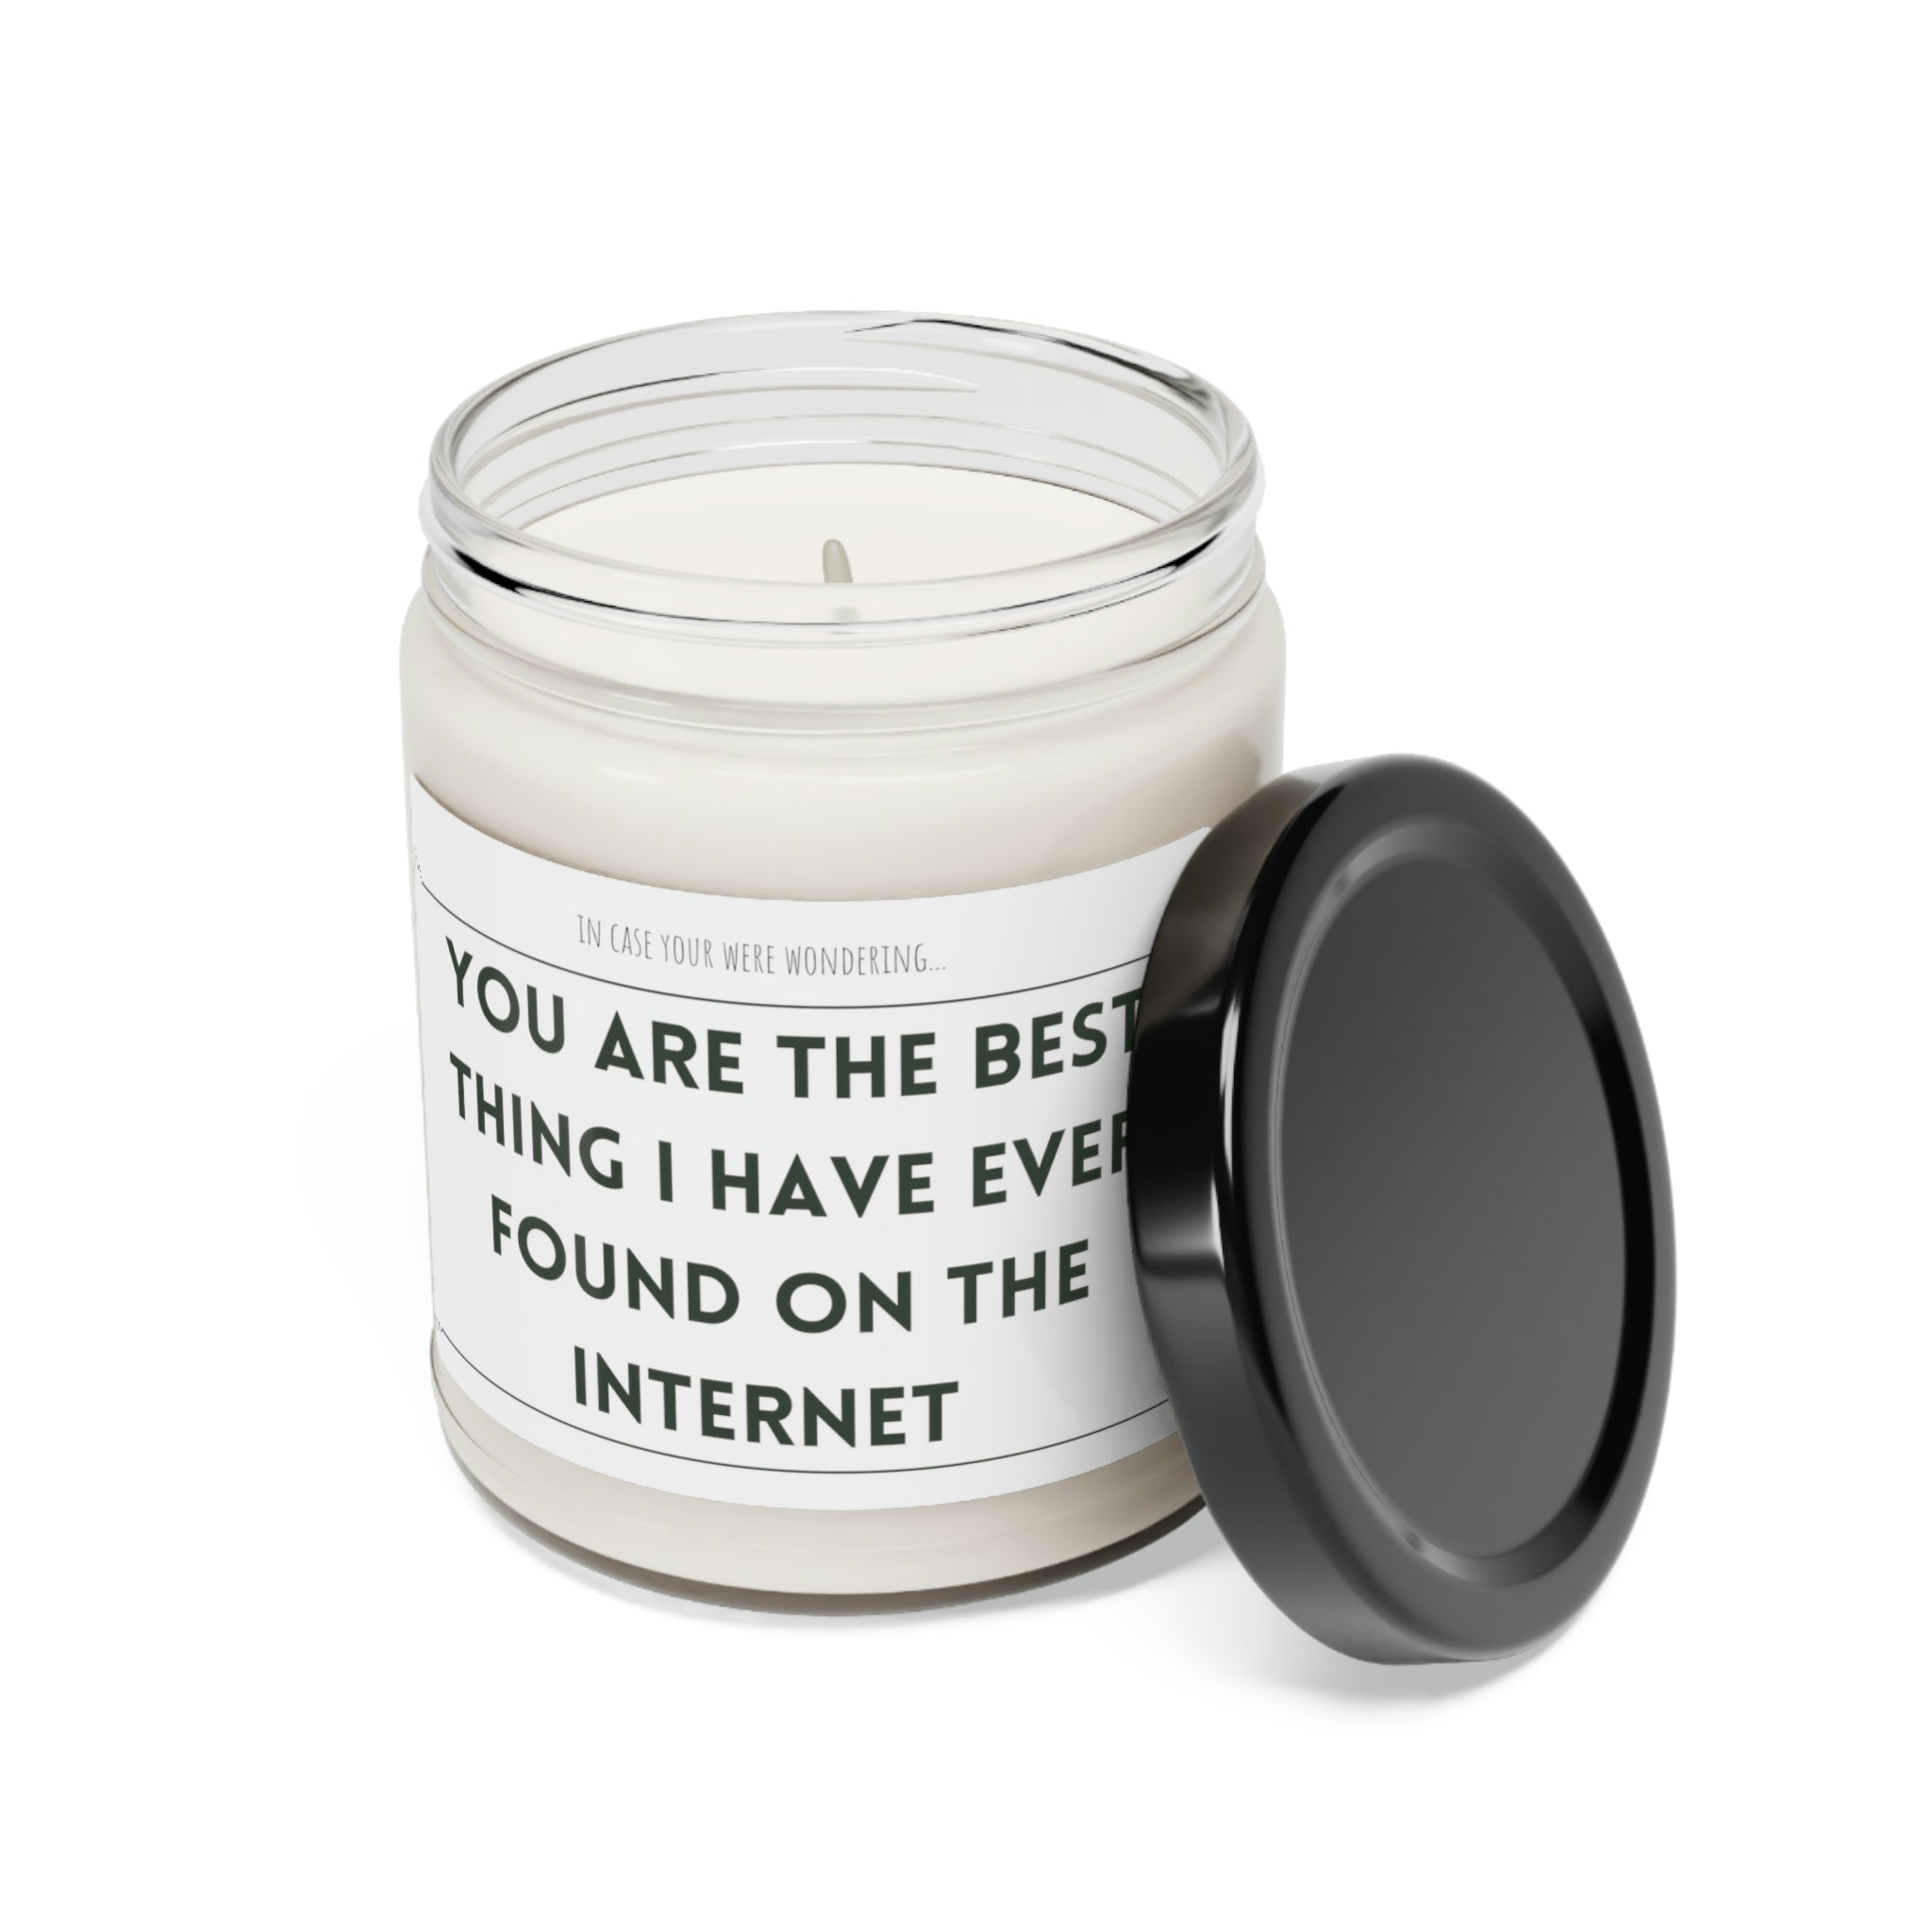 IN CASE YOUR WERE WONDERING...
YOU ARE THE BEST
THING I HAVE EVER
FOUND ON THE
INTERNET